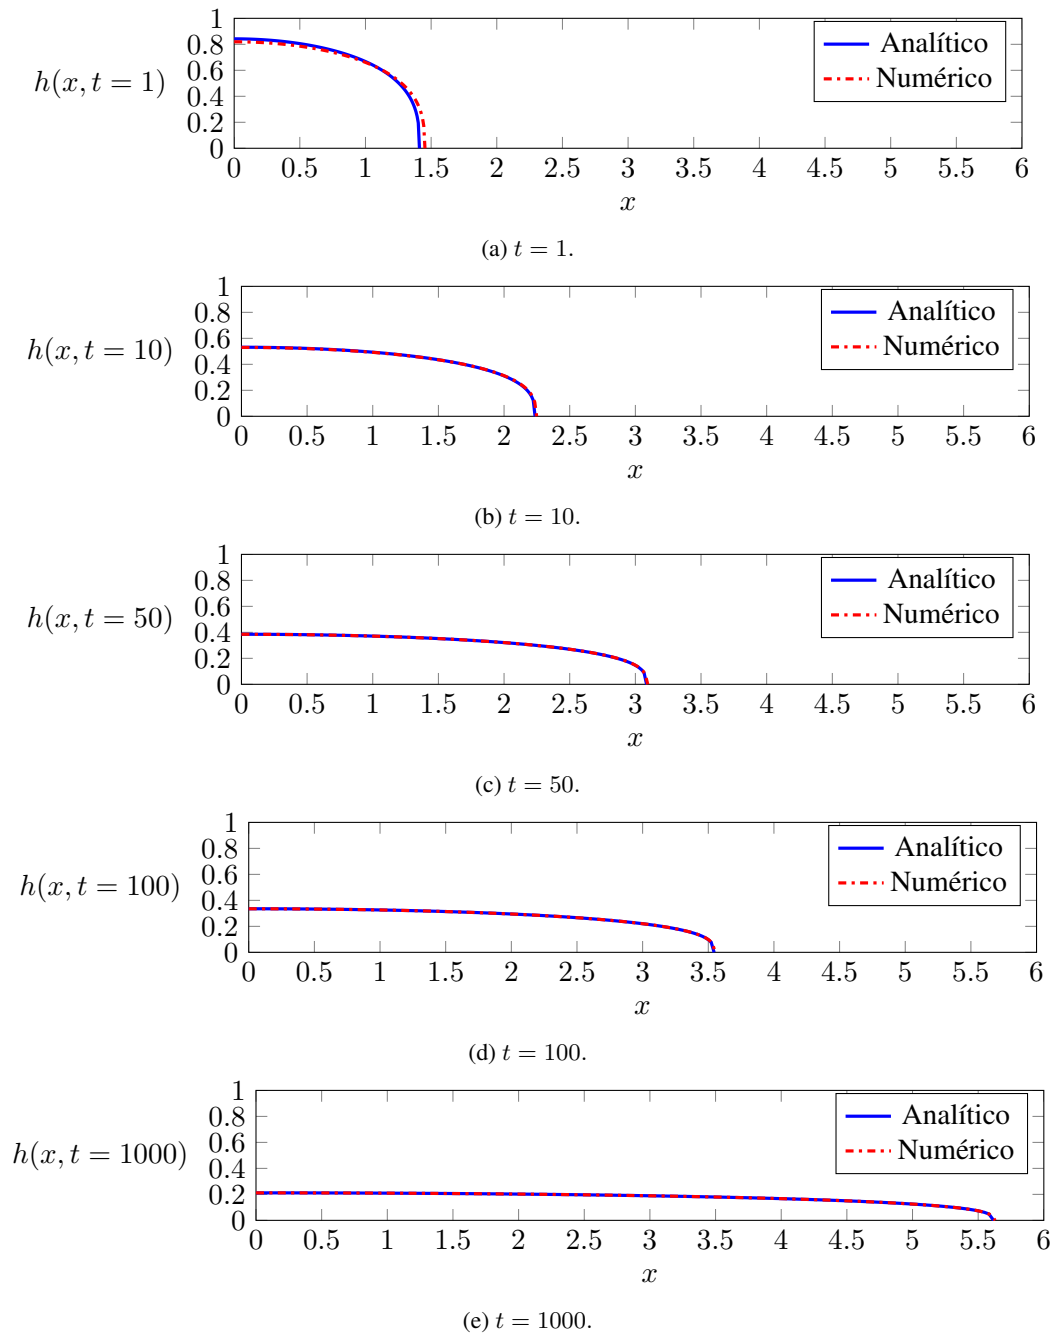 1
0.8
0.6
0.4
0.2
0
h(x, t = 1)
Analítico
Numérico
0 0.5 1 1.5 2 2.5 3 3.5 4 4.5 5 5.5 6
x
(a) t = 1.
1
0.8
0.6
0.4
0.2
0
h(x, t = 10)
Analítico
Numérico
0 0.5 1 1.5 2 2.5 3 3.5 4 4.5 5 5.5 6
x
(b) t = 10.
1
0.8
0.6
0.4
0.2
0
h(x, t = 50)
Analítico
Numérico
0 0.5 1 1.5 2 2.5 3 3.5 4 4.5 5 5.5 6
x
(c) t = 50.
1
0.8
0.6
0.4
0.2
0
h(x, t = 100)
Analítico
Numérico
0 0.5 1 1.5 2 2.5 3 3.5 4 4.5 5 5.5 6
x
(d) t = 100.
1
0.8
0.6
0.4
0.2
0
h(x, t = 1000)
Analítico
Numérico
0 0.5 1 1.5 2 2.5 3 3.5 4 4.5 5 5.5 6
x
(e) t = 1000.